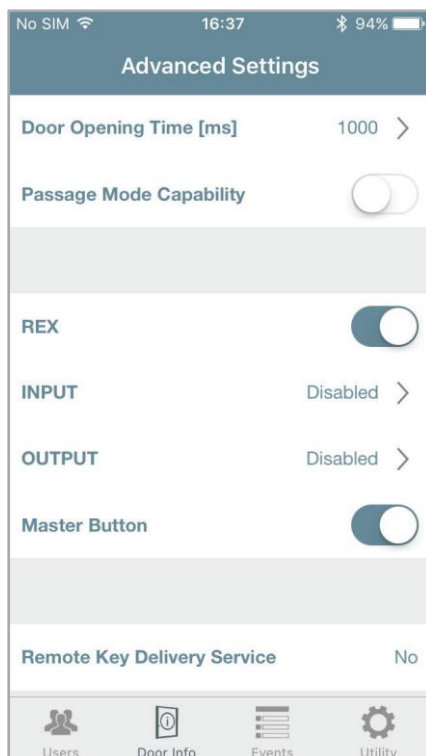 No SIM 16:37 94%
Advanced Settings
Door Opening Time [ms] 1000
Passage Mode Capability
REX
INPUT Disabled
OUTPUT Disabled
Master Button
Remote Key Delivery Service No
Users Door Info Events Utility